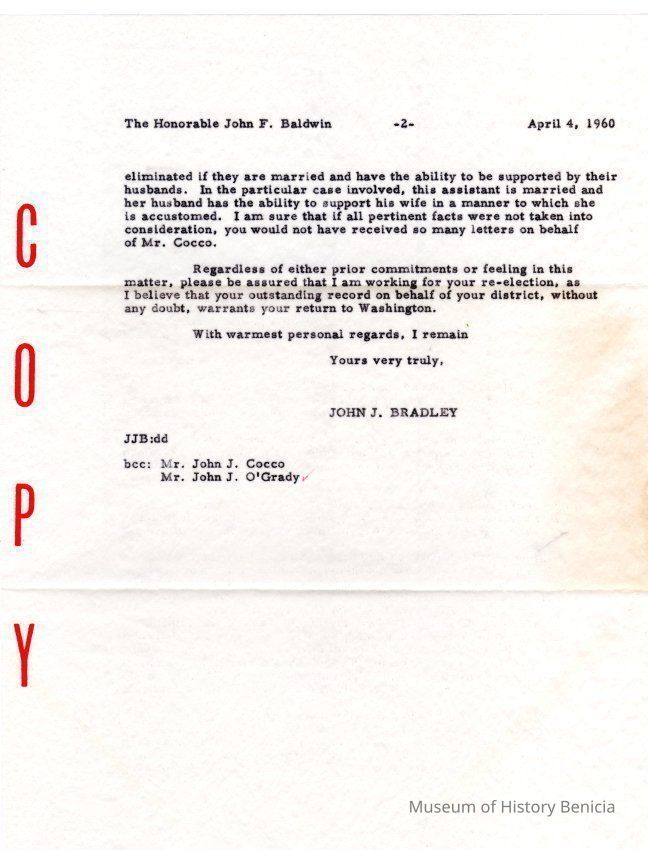 The Honorable John F. Baldwin -2- April 4, 1960
eliminated if they are married and have the ability to be supported by their
husbands. In the particular case involved, this assistant is married and
her husband has the ability to support his wife in a manner to which she
is accustomed. I am sure that if all pertinent facts were not taken into
consideration, you would not have received so many letters on behalf
of Mr. Cocco.
Regardless of either prior commitments or feeling in this
matter, please be assured that I am working for your re-election, as
I believe that your outstanding record on behalf of your district, without
any doubt, warrants your return to Washington.
With warmest personal regards, I remain
Yours very truly,
JOHN J. BRADLEY
JJB:dd
bcc: Mr. John J. Cocco
Mr. John J. O'Grady
C
O
P
Y
Museum of History Benicia